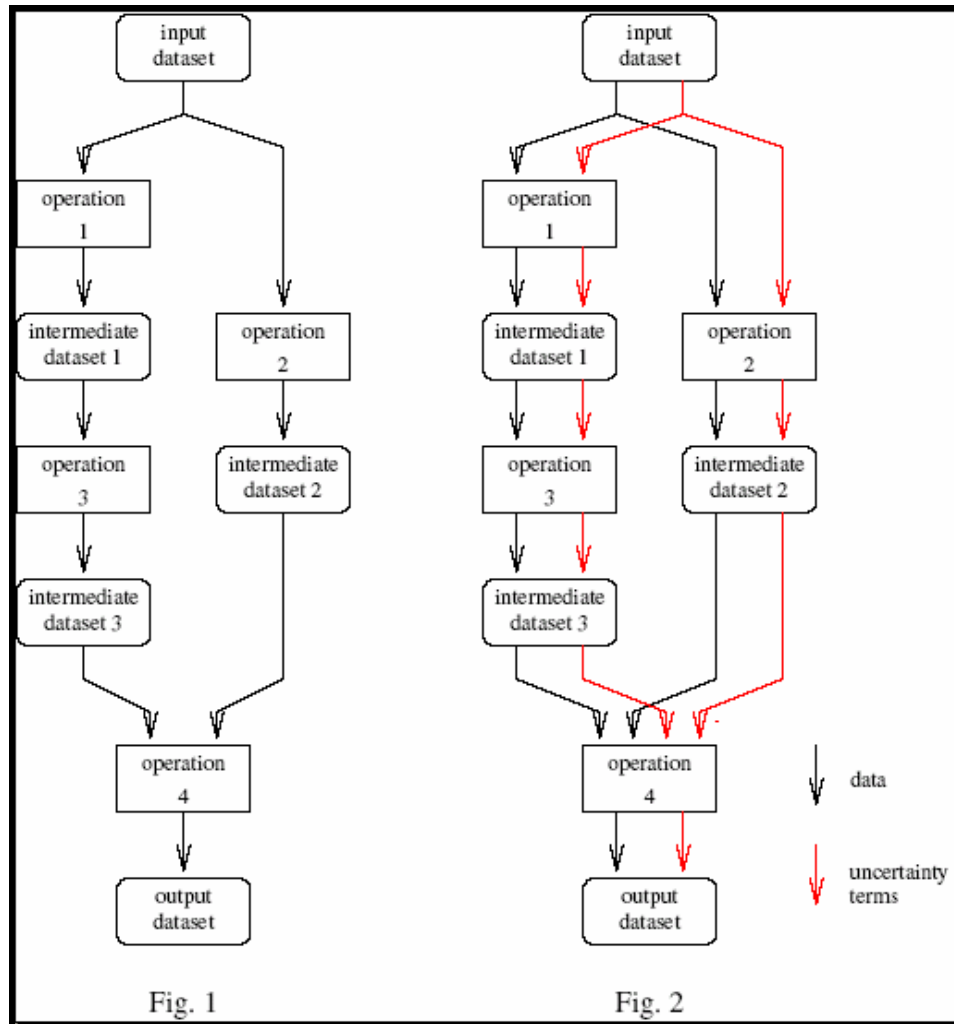 input
dataset
operation
1
intermediate
dataset 1
operation
2
operation
3
intermediate
dataset 2
intermediate
dataset 3
operation
4
output
dataset
Fig. 1
input
dataset
operation
1
intermediate
dataset 1
operation
2
operation
3
intermediate
dataset 2
intermediate
dataset 3
operation
4
output
dataset
data
uncertainty
terms
Fig. 2